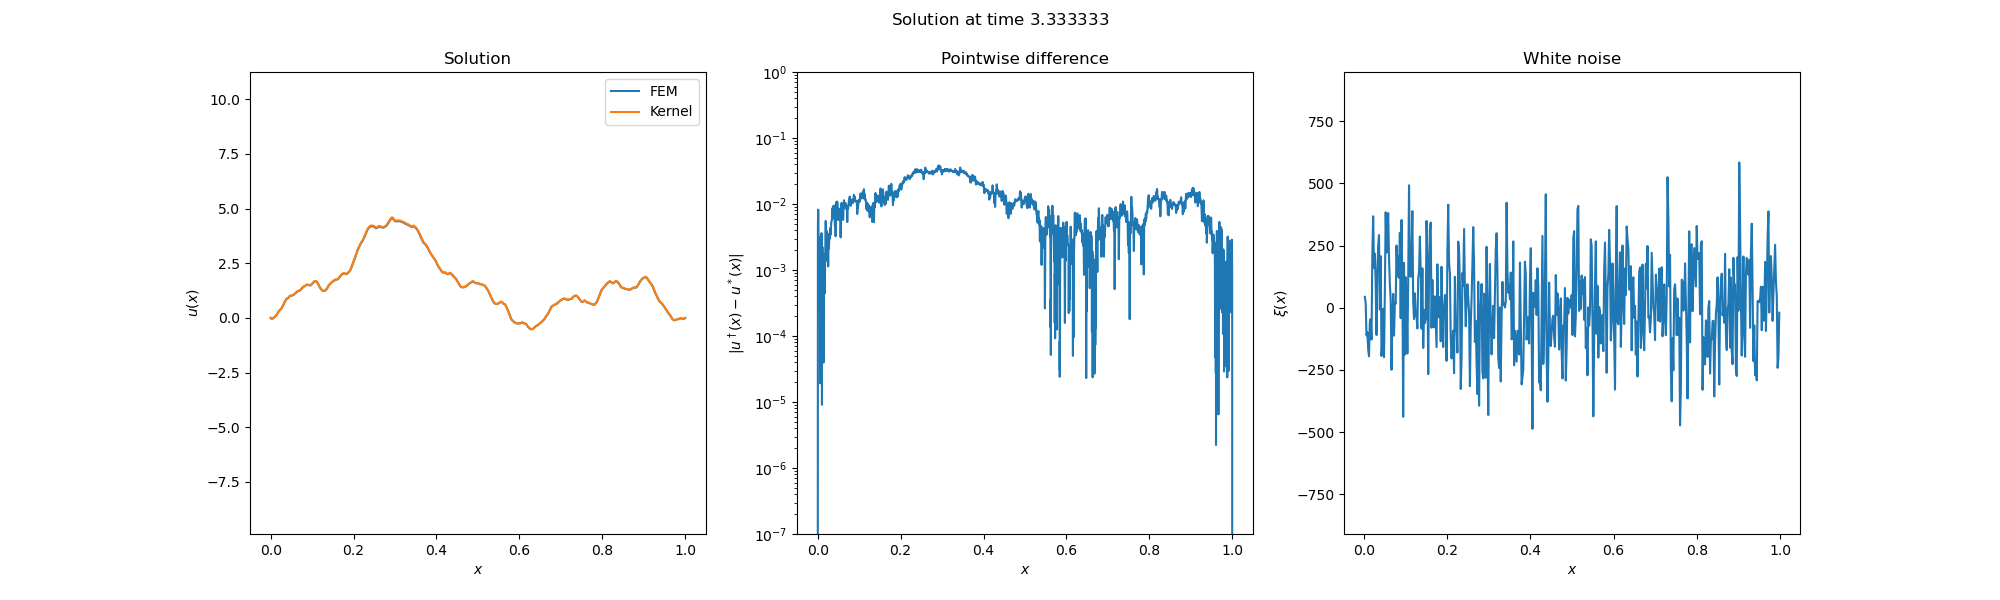 Solution at time 3.333333
Solution
10.0
7.5
5.0
2.5
0.0
−2.5
−5.0
−7.5
u(x)
0.0 0.2 0.4 0.6 0.8 1.0
x
FEM
Kernel
Pointwise difference
10⁰
10⁻¹
10⁻²
10⁻³
10⁻⁴
10⁻⁵
10⁻⁶
10⁻⁷
|u†(x) − u*(x)|
0.0 0.2 0.4 0.6 0.8 1.0
x
White noise
750
500
250
0
−250
−500
−750
ξ(x)
0.0 0.2 0.4 0.6 0.8 1.0
x